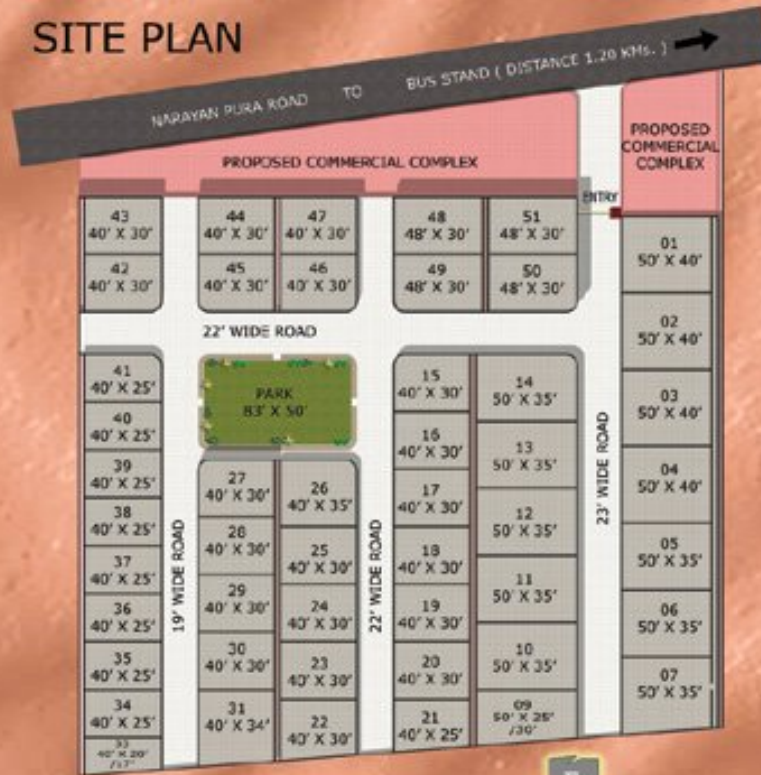 SITE PLAN
NARAYAN PURA ROAD TO BUS STAND ( DISTANCE 1.20 KMs. )
PROPOSED COMMERCIAL COMPLEX
PROPOSED
COMMERCIAL
COMPLEX
ENTRY
43
40' X 30'
44
40' X 30'
47
40' X 30'
48
48' X 30'
51
48' X 30'
42
40' X 30'
45
40' X 30'
46
40' X 30'
49
48' X 30'
50
48' X 30'
01
50' X 40'
02
50' X 40'
03
50' X 40'
04
50' X 40'
05
50' X 35'
06
50' X 35'
07
50' X 35'
22' WIDE ROAD
PARK
83' X 50'
41
40' X 25'
40
40' X 25'
39
40' X 25'
38
40' X 25'
37
40' X 25'
36
40' X 25'
35
40' X 25'
34
40' X 25'
33
40' X 20'
/17'
19' WIDE ROAD
27
40' X 30'
28
40' X 30'
29
40' X 30'
30
40' X 30'
31
40' X 34'
26
40' X 35'
25
40' X 30'
24
40' X 30'
23
40' X 30'
22
40' X 30'
22' WIDE ROAD
15
40' X 30'
16
40' X 30'
17
40' X 30'
18
40' X 30'
19
40' X 30'
20
40' X 30'
21
40' X 25'
14
50' X 35'
13
50' X 35'
12
50' X 35'
11
50' X 35'
10
50' X 35'
09
50' X 25'
/30'
23' WIDE ROAD